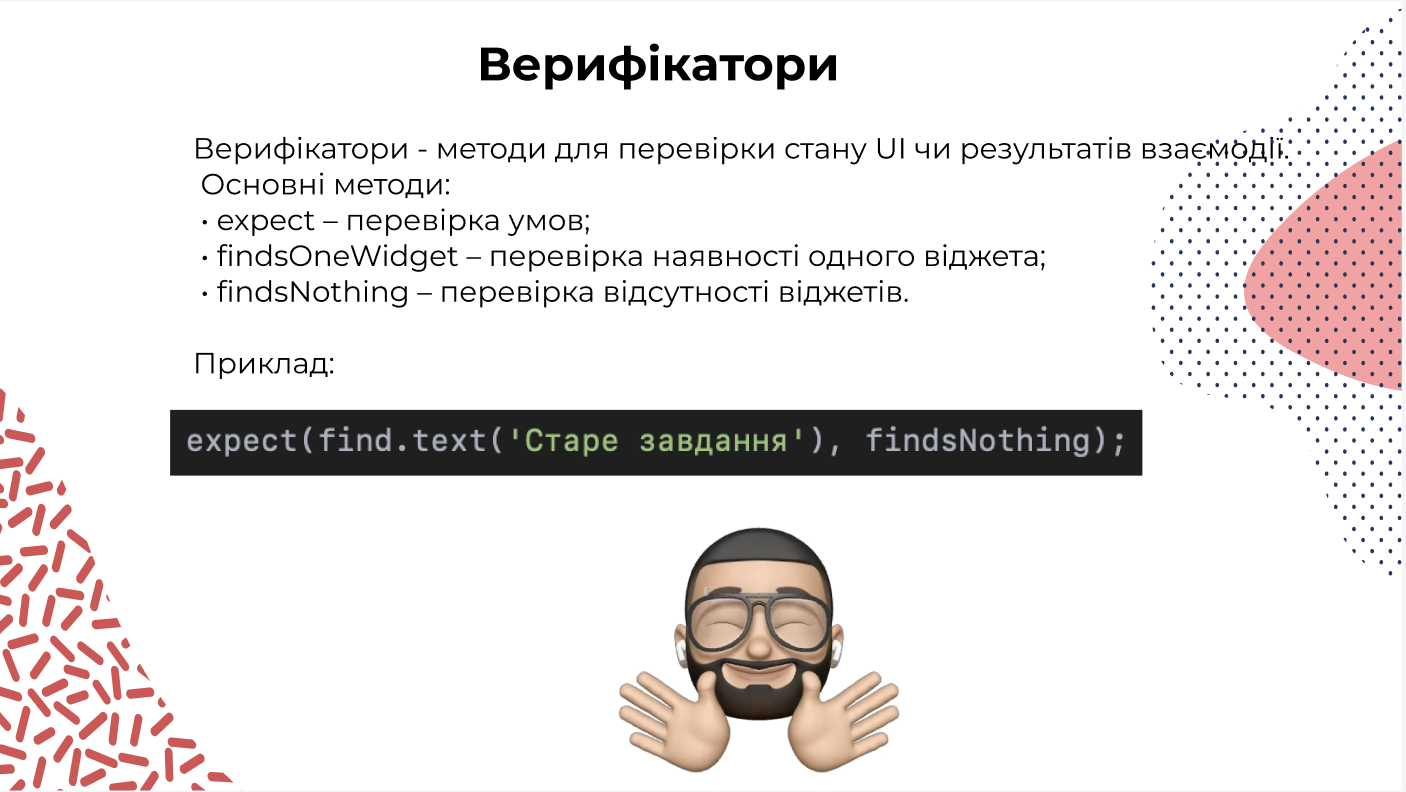 Верифікатори
Верифікатори - методи для перевірки стану UI чи результатів взаємодії.
Основні методи:
• expect – перевірка умов;
• findsOneWidget – перевірка наявності одного віджета;
• findsNothing – перевірка відсутності віджетів.
Приклад:
expect(find.text('Старе завдання'), findsNothing);